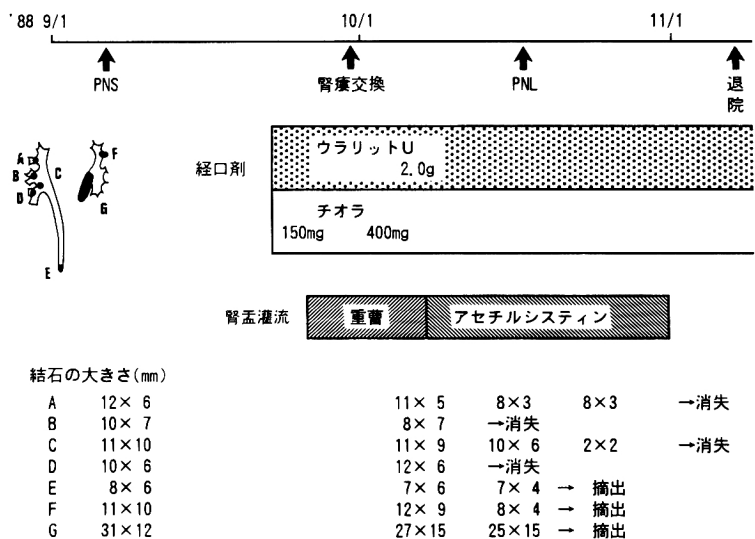 '88 9/1 10/1 11/1
PNS 腎瘻交換 PNL 退院
A B C D E F G
経口剤
ウラリットU
2.0g
チオラ
150mg 400mg
腎盂灌流 重曹 アセチルシスティン
結石の大きさ(mm)
A 12×6 11×5 8×3 8×3 →消失
B 10×7 8×7 →消失
C 11×10 11×9 10×6 2×2 →消失
D 10×6 12×6 →消失
E 8×6 7×6 7×4 → 摘出
F 11×10 12×9 8×4 → 摘出
G 31×12 27×15 25×15 → 摘出